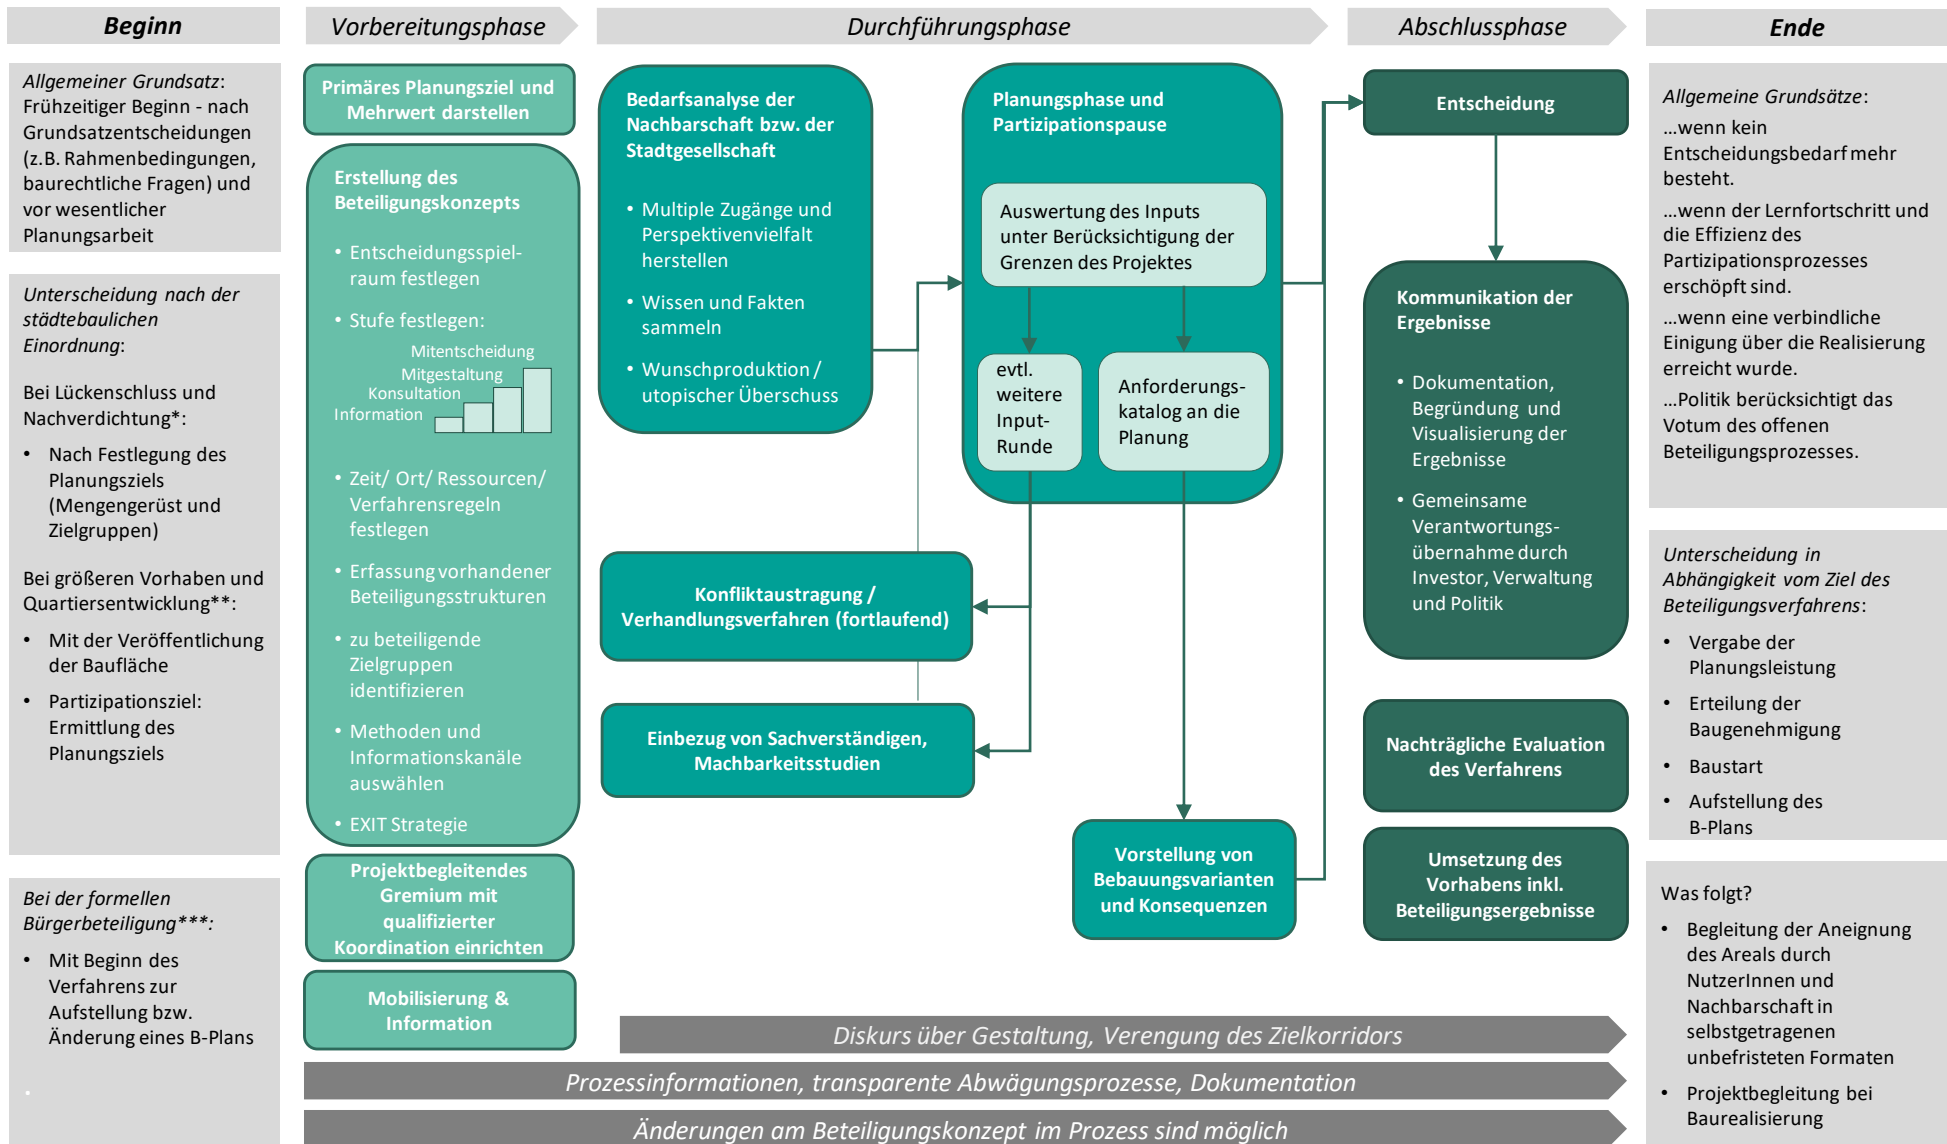 Beginn
Vorbereitungsphase
Durchführungsphase
Abschlussphase
Ende
Allgemeiner Grundsatz:
Frühzeitiger Beginn - nach
Grundsatzentscheidungen
(z.B. Rahmenbedingungen,
baurechtliche Fragen) und
vor wesentlicher
Planungsarbeit
Unterscheidung nach der
städtebaulichen
Einordnung:
Bei Lückenschluss und
Nachverdichtung*:
• Nach Festlegung des
Planungsziels
(Mengengerüst und
Zielgruppen)
Bei größeren Vorhaben und
Quartiersentwicklung**:
• Mit der Veröffentlichung
der Baufläche
• Partizipationsziel:
Ermittlung des
Planungsziels
Bei der formellen
Bürgerbeteiligung***:
• Mit Beginn des
Verfahrens zur
Aufstellung bzw.
Änderung eines B-Plans
.
Primäres Planungsziel und
Mehrwert darstellen
Erstellung des
Beteiligungskonzepts
• Entscheidungsspiel-
raum festlegen
• Stufe festlegen:
Mitentscheidung
Mitgestaltung
Konsultation
Information
• Zeit/ Ort/ Ressourcen/
Verfahrensregeln
festlegen
• Erfassung vorhandener
Beteiligungsstrukturen
• zu beteiligende
Zielgruppen
identifizieren
• Methoden und
Informationskanäle
auswählen
• EXIT Strategie
Projektbegleitendes
Gremium mit
qualifizierter
Koordination einrichten
Mobilisierung &
Information
Bedarfsanalyse der
Nachbarschaft bzw. der
Stadtgesellschaft
• Multiple Zugänge und
Perspektivenvielfalt
herstellen
• Wissen und Fakten
sammeln
• Wunschproduktion /
utopischer Überschuss
Planungsphase und
Partizipationspause
Auswertung des Inputs
unter Berücksichtigung der
Grenzen des Projektes
evtl.
weitere
Input-
Runde
Anforderungs-
katalog an die
Planung
Konfliktaustragung /
Verhandlungsverfahren (fortlaufend)
Einbezug von Sachverständigen,
Machbarkeitsstudien
Vorstellung von
Bebauungsvarianten
und Konsequenzen
Entscheidung
Kommunikation der
Ergebnisse
• Dokumentation,
Begründung und
Visualisierung der
Ergebnisse
• Gemeinsame
Verantwortungs-
übernahme durch
Investor, Verwaltung
und Politik
Nachträgliche Evaluation
des Verfahrens
Umsetzung des
Vorhabens inkl.
Beteiligungsergebnisse
Allgemeine Grundsätze:
...wenn kein
Entscheidungsbedarf mehr
besteht.
...wenn der Lernfortschritt und
die Effizienz des
Partizipationsprozesses
erschöpft sind.
...wenn eine verbindliche
Einigung über die Realisierung
erreicht wurde.
...Politik berücksichtigt das
Votum des offenen
Beteiligungsprozesses.
Unterscheidung in
Abhängigkeit vom Ziel des
Beteiligungsverfahrens:
• Vergabe der
Planungsleistung
• Erteilung der
Baugenehmigung
• Baustart
• Aufstellung des
B-Plans
Was folgt?
• Begleitung der Aneignung
des Areals durch
NutzerInnen und
Nachbarschaft in
selbstgetragenen
unbefristeten Formaten
• Projektbegleitung bei
Baurealisierung
Diskurs über Gestaltung, Verengung des Zielkorridors
Prozessinformationen, transparente Abwägungsprozesse, Dokumentation
Änderungen am Beteiligungskonzept im Prozess sind möglich